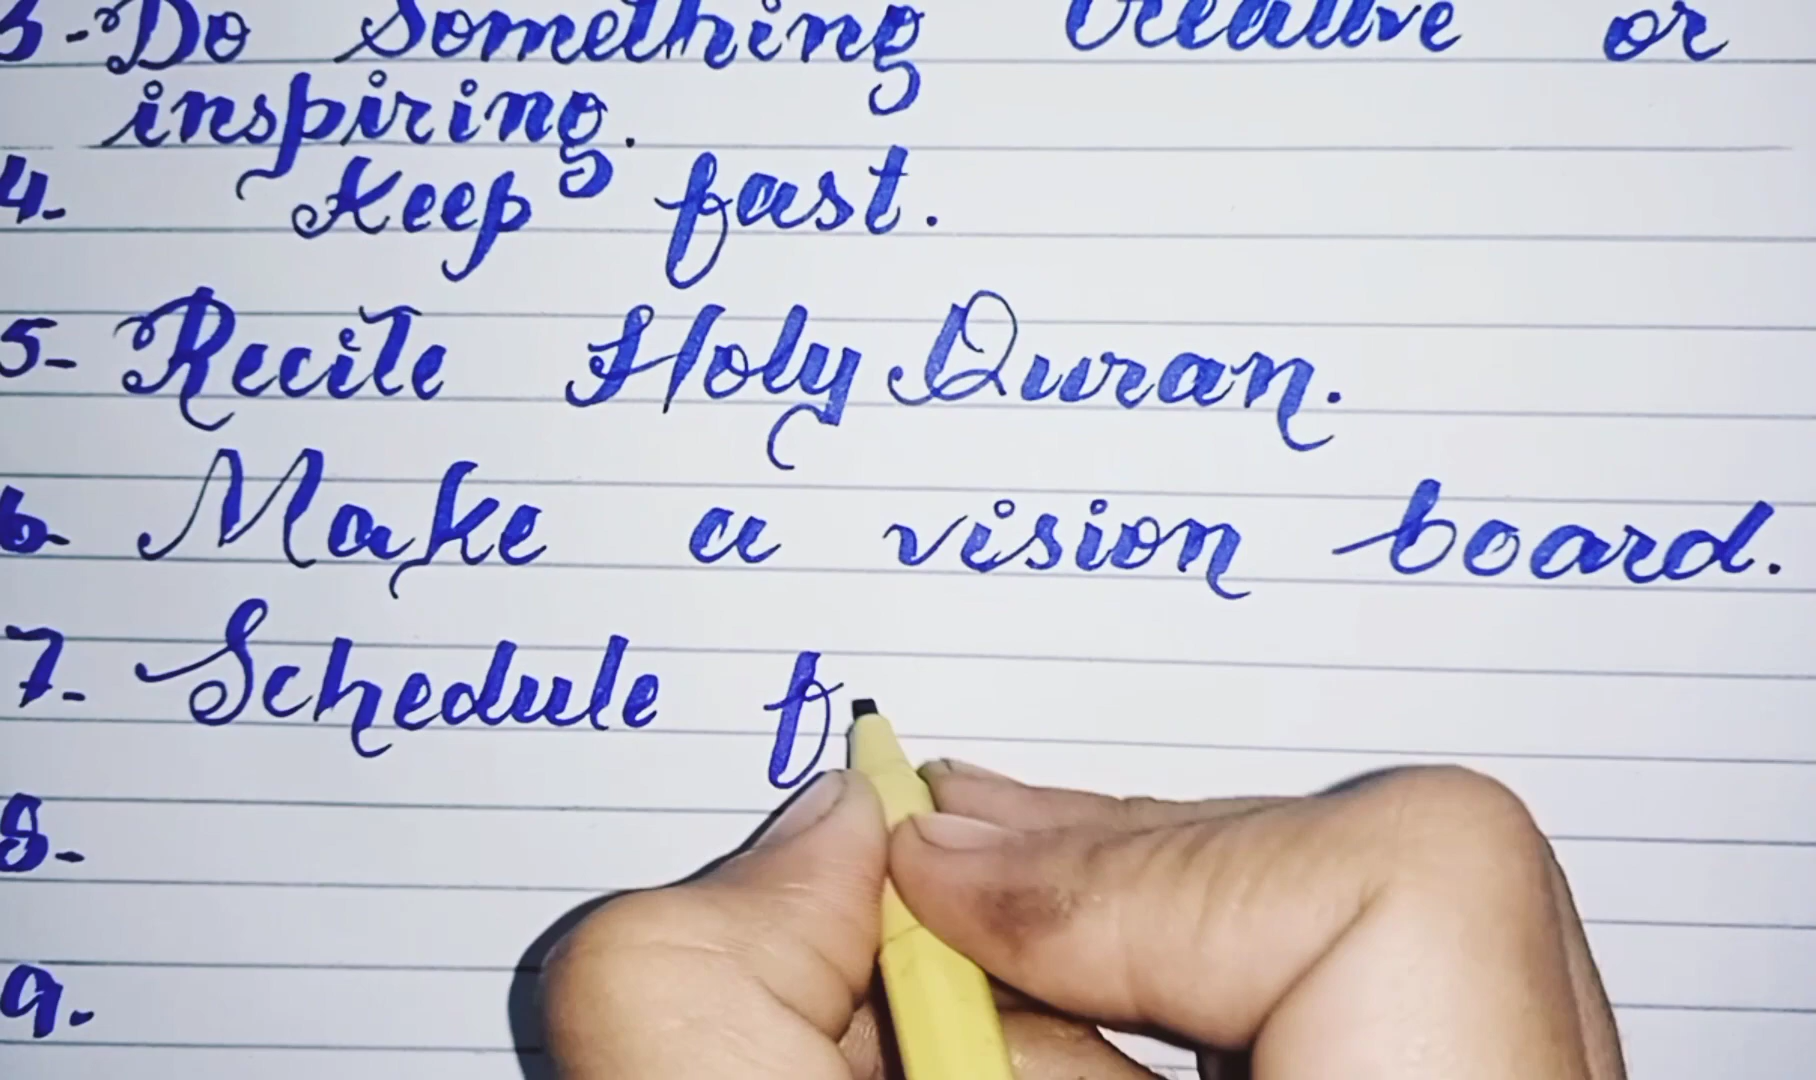 3-Do Something creative or
inspiring.
4- Keep fast.
5- Recite Holy Quran.
6- Make a vision board.
7- Schedule f
8-
9-